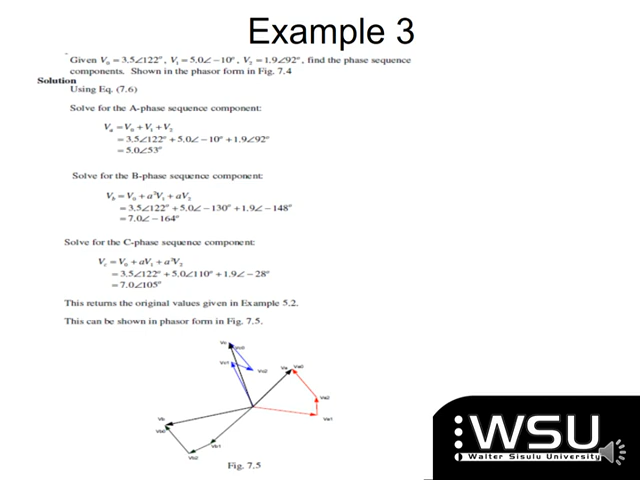 Example 3
Given V₀ = 3.5∠122°, V₁ = 5.0∠−10°, V₂ = 1.9∠92°, find the phase sequence
components. Shown in the phasor form in Fig. 7.4
Solution
Using Eq. (7.6)
Solve for the A-phase sequence component:
Vₐ = V₀ + V₁ + V₂
= 3.5∠122° + 5.0∠−10° + 1.9∠92°
= 5.0∠53°
Solve for the B-phase sequence component:
V_b = V₀ + a²V₁ + aV₂
= 3.5∠122° + 5.0∠−130° + 1.9∠−148°
= 7.0∠−164°
Solve for the C-phase sequence component:
V_c = V₀ + aV₁ + a²V₂
= 3.5∠122° + 5.0∠110° + 1.9∠−28°
= 7.0∠105°
This returns the original values given in Example 5.2.
This can be shown in phasor form in Fig. 7.5.
Vc
Vc0
Vc1
Vc2
Va
Va0
Va2
Va1
Vb
Vb0
Vb1
Vb2
Fig. 7.5
WSU
Walter Sisulu University